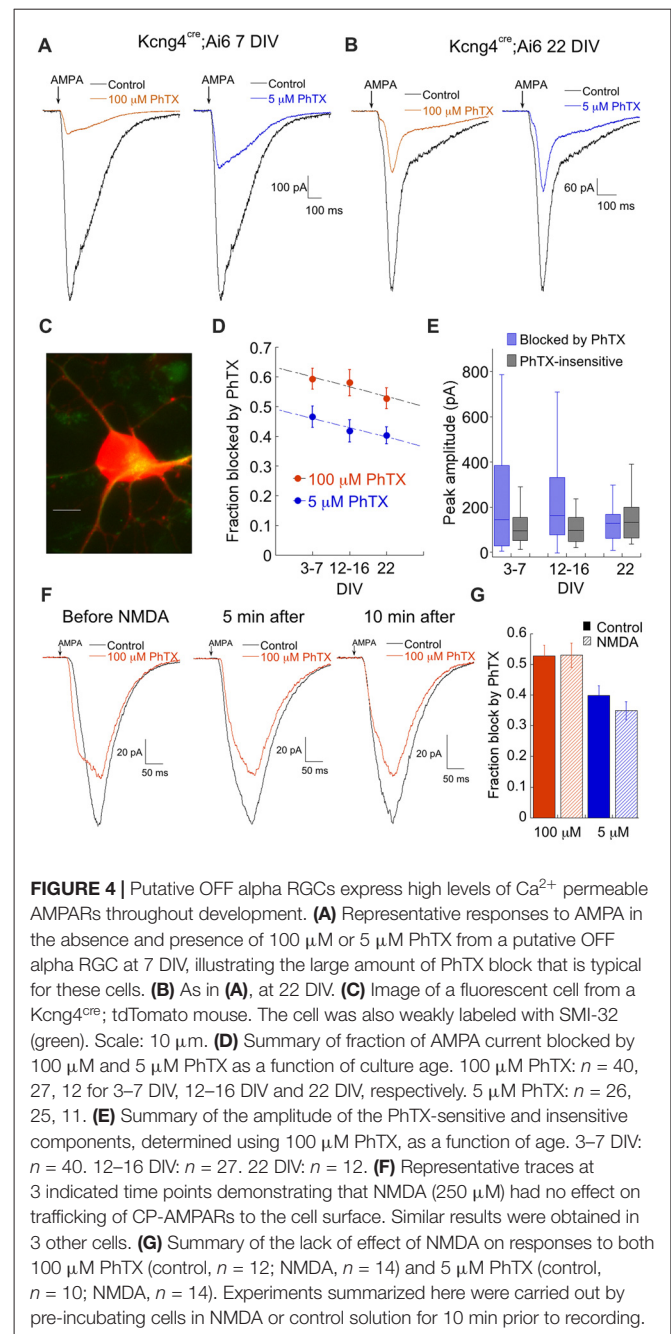 A
Kcng4cre;Ai6 7 DIV
AMPA
Control
100 μM PhTX
AMPA
Control
5 μM PhTX
100 pA
100 ms
B
Kcng4cre;Ai6 22 DIV
AMPA
Control
100 μM PhTX
AMPA
Control
5 μM PhTX
60 pA
100 ms
C
D
Fraction blocked by PhTX
0.7
0.6
0.5
0.4
0.3
0.2
0.1
0
100 μM PhTX
5 μM PhTX
3-7 12-16 22
DIV
E
Blocked by PhTX
PhTX-insensitive
Peak amplitude (pA)
800
600
400
200
0
3-7 12-16 22
DIV
F
Before NMDA
AMPA
Control
100 μM PhTX
20 pA
50 ms
5 min after
AMPA
Control
100 μM PhTX
20 pA
50 ms
10 min after
AMPA
Control
100 μM PhTX
20 pA
50 ms
G
Control
NMDA
Fraction block by PhTX
0.6
0.5
0.4
0.3
0.2
0.1
0
100 μM 5 μM
FIGURE 4 | Putative OFF alpha RGCs express high levels of Ca2+ permeable
AMPARs throughout development. (A) Representative responses to AMPA in
the absence and presence of 100 μM or 5 μM PhTX from a putative OFF
alpha RGC at 7 DIV, illustrating the large amount of PhTX block that is typical
for these cells. (B) As in (A), at 22 DIV. (C) Image of a fluorescent cell from a
Kcng4cre; tdTomato mouse. The cell was also weakly labeled with SMI-32
(green). Scale: 10 μm. (D) Summary of fraction of AMPA current blocked by
100 μM and 5 μM PhTX as a function of culture age. 100 μM PhTX: n = 40,
27, 12 for 3–7 DIV, 12–16 DIV and 22 DIV, respectively. 5 μM PhTX: n = 26,
25, 11. (E) Summary of the amplitude of the PhTX-sensitive and insensitive
components, determined using 100 μM PhTX, as a function of age. 3–7 DIV:
n = 40. 12–16 DIV: n = 27. 22 DIV: n = 12. (F) Representative traces at
3 indicated time points demonstrating that NMDA (250 μM) had no effect on
trafficking of CP-AMPARs to the cell surface. Similar results were obtained in
3 other cells. (G) Summary of the lack of effect of NMDA on responses to both
100 μM PhTX (control, n = 12; NMDA, n = 14) and 5 μM PhTX (control,
n = 10; NMDA, n = 14). Experiments summarized here were carried out by
pre-incubating cells in NMDA or control solution for 10 min prior to recording.